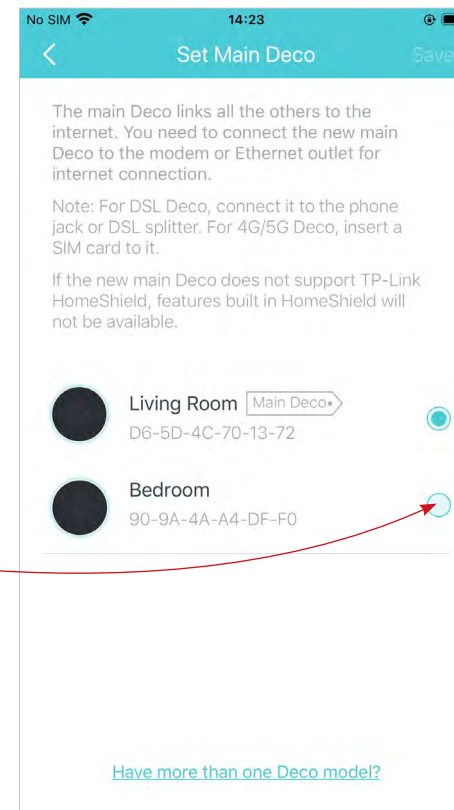 No SIM 14:23
Set Main Deco Save
The main Deco links all the others to the
internet. You need to connect the new main
Deco to the modem or Ethernet outlet for
internet connection.
Note: For DSL Deco, connect it to the phone
jack or DSL splitter. For 4G/5G Deco, insert a
SIM card to it.
If the new main Deco does not support TP-Link
HomeShield, features built in HomeShield will
not be available.
Living Room Main Deco
D6-5D-4C-70-13-72
Bedroom
90-9A-4A-A4-DF-F0
Have more than one Deco model?